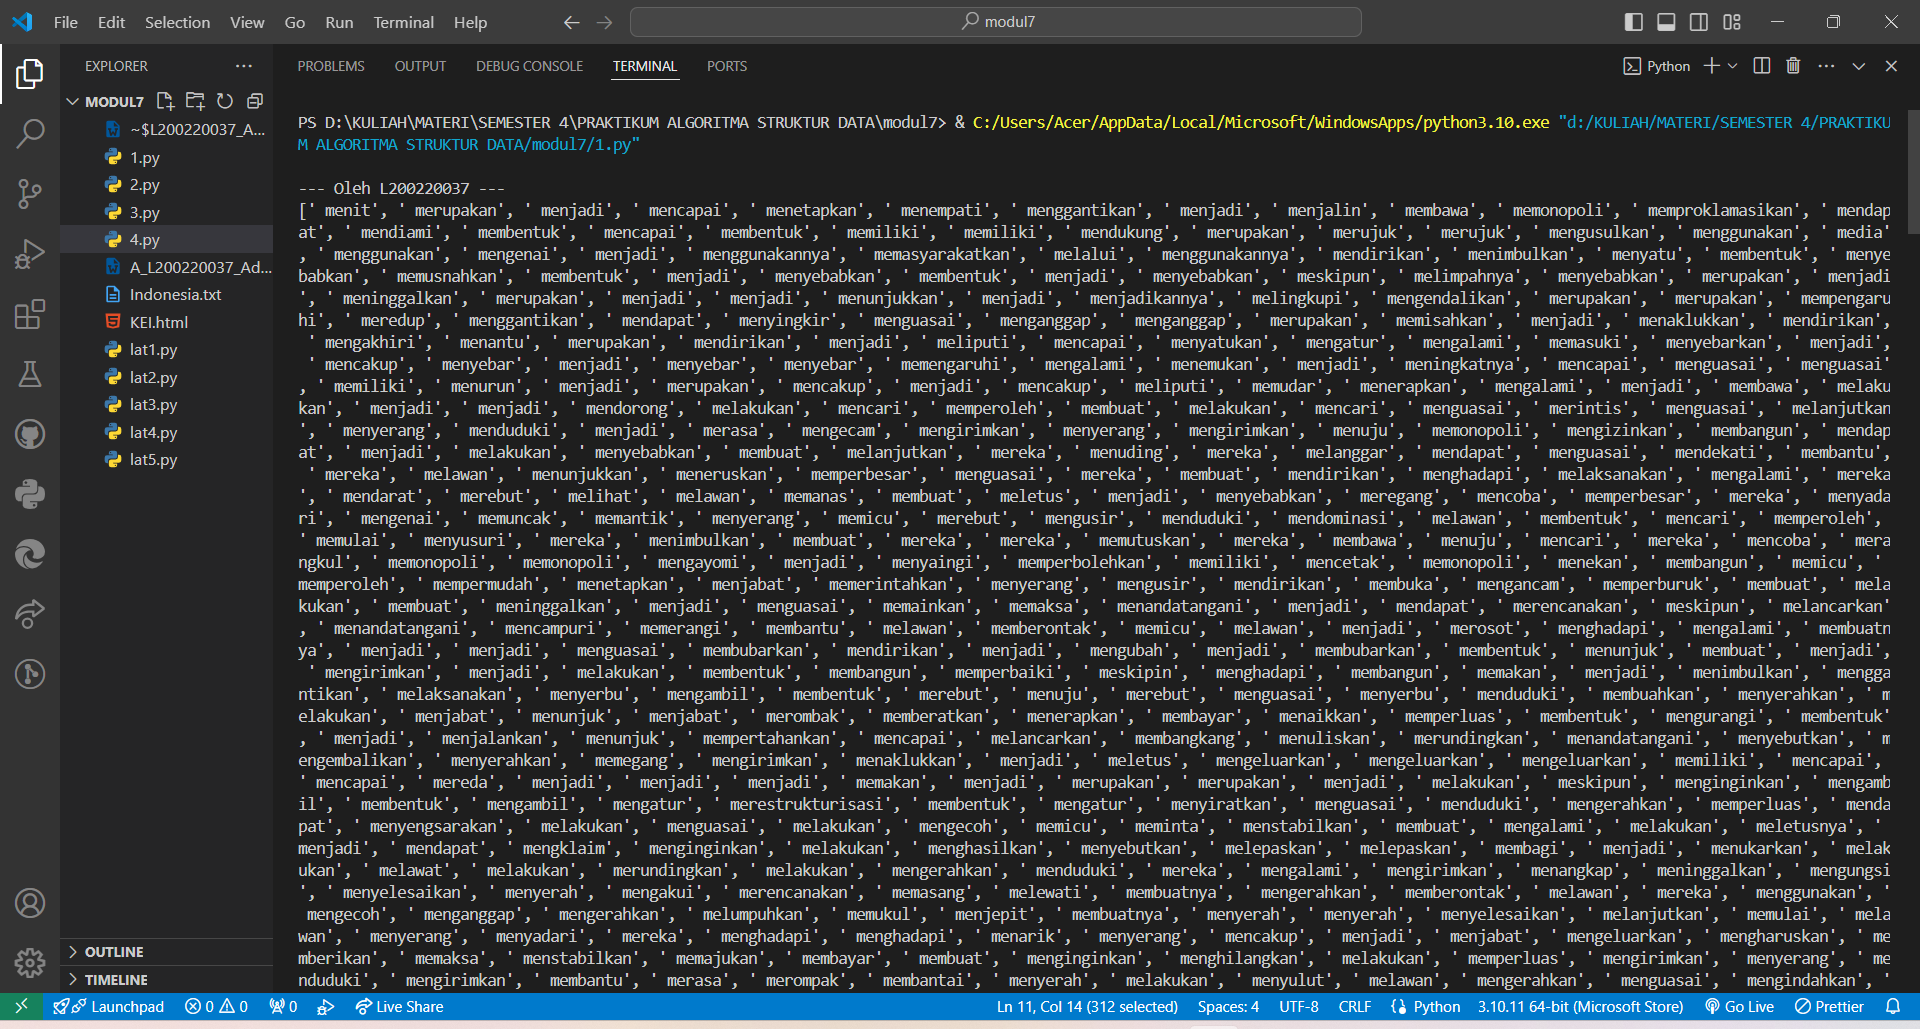 File Edit Selection View Go Run Terminal Help
modul7
EXPLORER
MODUL7
~$L200220037_A...
1.py
2.py
3.py
4.py
A_L200220037_Ad...
Indonesia.txt
KEI.html
lat1.py
lat2.py
lat3.py
lat4.py
lat5.py
OUTLINE
TIMELINE
PROBLEMS OUTPUT DEBUG CONSOLE TERMINAL PORTS
Python
PS D:\KULIAH\MATERI\SEMESTER 4\PRAKTIKUM ALGORITMA STRUKTUR DATA\modul7> & C:/Users/Acer/AppData/Local/Microsoft/WindowsApps/python3.10.exe "d:/KULIAH/MATERI/SEMESTER 4/PRAKTIKU
M ALGORITMA STRUKTUR DATA/modul7/1.py"
--- Oleh L200220037 ---
[' menit', ' merupakan', ' menjadi', ' mencapai', ' menetapkan', ' menempati', ' menggantikan', ' menjadi', ' menjalin', ' membawa', ' memonopoli', ' memproklamasikan', ' mendap
at', ' mendiami', ' membentuk', ' mencapai', ' membentuk', ' memiliki', ' memiliki', ' mendukung', ' merupakan', ' merujuk', ' merujuk', ' mengusulkan', ' menggunakan', ' media'
, ' menggunakan', ' mengenai', ' menjadi', ' menggunakannya', ' memasyarakatkan', ' melalui', ' menggunakannya', ' mendirikan', ' menimbulkan', ' menyatu', ' membentuk', ' menye
babkan', ' memusnahkan', ' membentuk', ' menjadi', ' menyebabkan', ' membentuk', ' menjadi', ' menyebabkan', ' meskipun', ' melimpahnya', ' menyebabkan', ' merupakan', ' menjadi
', ' meninggalkan', ' merupakan', ' menjadi', ' menjadi', ' menunjukkan', ' menjadi', ' menjadikannya', ' melingkupi', ' mengendalikan', ' merupakan', ' merupakan', ' mempengaru
hi', ' meredup', ' menggantikan', ' mendapat', ' menyingkir', ' menguasai', ' menganggap', ' menganggap', ' merupakan', ' memisahkan', ' menjadi', ' menaklukkan', ' mendirikan',
' mengakhiri', ' menantu', ' merupakan', ' mendirikan', ' menjadi', ' meliputi', ' mencapai', ' menyatukan', ' mengatur', ' mengalami', ' memasuki', ' menyebarkan', ' menjadi',
' mencakup', ' menyebar', ' menjadi', ' menyebar', ' menyebar', ' memengaruhi', ' mengalami', ' menemukan', ' menjadi', ' meningkatnya', ' mencapai', ' menguasai', ' menguasai'
, ' memiliki', ' menurun', ' menjadi', ' merupakan', ' mencakup', ' menjadi', ' mencakup', ' meliputi', ' memudar', ' menerapkan', ' mengalami', ' menjadi', ' membawa', ' melaku
kan', ' menjadi', ' menjadi', ' mendorong', ' melakukan', ' mencari', ' memperoleh', ' membuat', ' melakukan', ' mencari', ' menguasai', ' merintis', ' menguasai', ' melanjutkan
', ' menyerang', ' menduduki', ' menjadi', ' merasa', ' mengecam', ' mengirimkan', ' menyerang', ' mengirimkan', ' menuju', ' memonopoli', ' mengizinkan', ' membangun', ' mendap
at', ' menjadi', ' melakukan', ' menyebabkan', ' membuat', ' melanjutkan', ' mereka', ' menuding', ' mereka', ' melanggar', ' mendapat', ' menguasai', ' mendekati', ' membantu',
' mereka', ' melawan', ' menunjukkan', ' meneruskan', ' memperbesar', ' menguasai', ' mereka', ' membuat', ' mendirikan', ' menghadapi', ' melaksanakan', ' mengalami', ' mereka
', ' mendarat', ' merebut', ' melihat', ' melawan', ' memanas', ' membuat', ' meletus', ' menjadi', ' menyebabkan', ' meregang', ' mencoba', ' memperbesar', ' mereka', ' menyada
ri', ' mengenai', ' memuncak', ' memantik', ' menyerang', ' memicu', ' merebut', ' mengusir', ' menduduki', ' mendominasi', ' melawan', ' membentuk', ' mencari', ' memperoleh',
' memulai', ' menyusuri', ' mereka', ' menimbulkan', ' membuat', ' mereka', ' mereka', ' memutuskan', ' mereka', ' membawa', ' menuju', ' mencari', ' mereka', ' mencoba', ' mera
ngkul', ' memonopoli', ' memonopoli', ' mengayomi', ' menjadi', ' menyaingi', ' memperbolehkan', ' memiliki', ' mencetak', ' monopoli', ' menekan', ' membangun', ' memicu', '
memperoleh', ' mempermudah', ' menetapkan', ' menjabat', ' memerintahkan', ' menyerang', ' mengusir', ' mendirikan', ' membuka', ' mengancam', ' memperburuk', ' membuat', ' mela
kukan', ' membuat', ' meninggalkan', ' menjadi', ' menguasai', ' memainkan', ' memaksa', ' menandatangani', ' menjadi', ' mendapat', ' merencanakan', ' meskipun', ' melancarkan'
, ' menandatangani', ' mencampuri', ' memerangi', ' membantu', ' melawan', ' memberontak', ' memicu', ' melawan', ' menjadi', ' merosot', ' menghadapi', ' mengalami', ' membuatn
ya', ' menjadi', ' menjadi', ' menguasai', ' membubarkan', ' mendirikan', ' menjadi', ' mengubah', ' menjadi', ' membubarkan', ' membentuk', ' menunjuk', ' membuat', ' menjadi',
' mengirimkan', ' menjadi', ' melakukan', ' membentuk', ' membangun', ' memperbaiki', ' meskipin', ' menghadapi', ' membangun', ' memakan', ' menjadi', ' menimbulkan', ' mengga
ntikan', ' melaksanakan', ' menyerbu', ' mengambil', ' membentuk', ' merebut', ' menuju', ' merebut', ' menguasai', ' menyerbu', ' menduduki', ' membuahkan', ' menyerahkan', ' m
elakukan', ' menjabat', ' menunjuk', ' menjabat', ' merombak', ' memberatkan', ' menerapkan', ' membayar', ' menaikkan', ' memperluas', ' membentuk', ' mengurangi', ' membentuk'
, ' menjadi', ' menjalankan', ' menunjuk', ' mempertahankan', ' mencapai', ' melancarkan', ' membangkang', ' menuliskan', ' merundingkan', ' menandatangani', ' menyebutkan', ' m
engembalikan', ' menyerahkan', ' memegang', ' mengirimkan', ' menaklukkan', ' menjadi', ' meletus', ' mengeluarkan', ' mengeluarkan', ' mengeluarkan', ' memiliki', ' mencapai',
' mencapai', ' mereda', ' menjadi', ' menjadi', ' menjadi', ' memakan', ' menjadi', ' merupakan', ' merupakan', ' menjadi', ' melakukan', ' meskipun', ' menginginkan', ' mengamb
il', ' membentuk', ' mengambil', ' mengatur', ' merestrukturisasi', ' membentuk', ' mengatur', ' menyiratkan', ' menguasai', ' menduduki', ' mengerahkan', ' memperluas', ' menda
pat', ' menyengsarakan', ' melakukan', ' menguasai', ' melakukan', ' mengecoh', ' memicu', ' meminta', ' menstabilkan', ' membuat', ' mengalami', ' melakukan', ' meletusnya', '
menjadi', ' mendapat', ' mengklaim', ' menginginkan', ' melakukan', ' menghasilkan', ' menyebutkan', ' melepaskan', ' melepaskan', ' membagi', ' menjadi', ' menukarkan', ' melak
ukan', ' melawat', ' melakukan', ' merundingkan', ' melakukan', ' mengerahkan', ' menduduki', ' mereka', ' mengalami', ' mengirimkan', ' menangkap', ' meninggalkan', ' mengungsi
', ' menyelesaikan', ' menyerah', ' mengakui', ' merencanakan', ' memasang', ' melewati', ' membuatnya', ' mengerahkan', ' memberontak', ' melawan', ' mereka', ' menggunakan', '
mengecoh', ' menganggap', ' mengerahkan', ' melumpuhkan', ' memukul', ' menjepit', ' membuatnya', ' menyerah', ' menyerah', ' menyelesaikan', ' melanjutkan', ' memulai', ' mela
wan', ' menyerang', ' menyadari', ' mereka', ' menghadapi', ' menghadapi', ' menarik', ' menyerang', ' mencakup', ' menjadi', ' menjabat', ' mengeluarkan', ' mengharuskan', ' me
mberikan', ' memaksa', ' menstabilkan', ' memajukan', ' membayar', ' membuat', ' menginginkan', ' menghilangkan', ' melakukan', ' memperluas', ' mengirimkan', ' menyerang', ' me
nduduki', ' mengirimkan', ' membantu', ' merasa', ' merompak', ' membantai', ' menyerah', ' melakukan', ' menyulut', ' melawan', ' mengerahkan', ' menguasai', ' mengindahkan', '
Launchpad 0 0 0 Live Share Ln 11, Col 14 (312 selected) Spaces: 4 UTF-8 CRLF Python 3.10.11 64-bit (Microsoft Store) Go Live Prettier